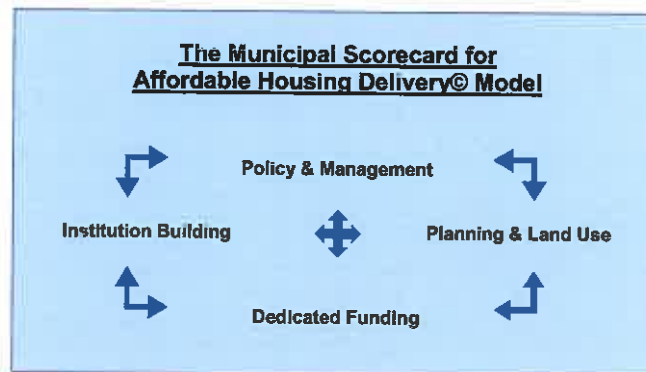 The Municipal Scorecard for
Affordable Housing Delivery© Model
Policy & Management
Institution Building
Planning & Land Use
Dedicated Funding